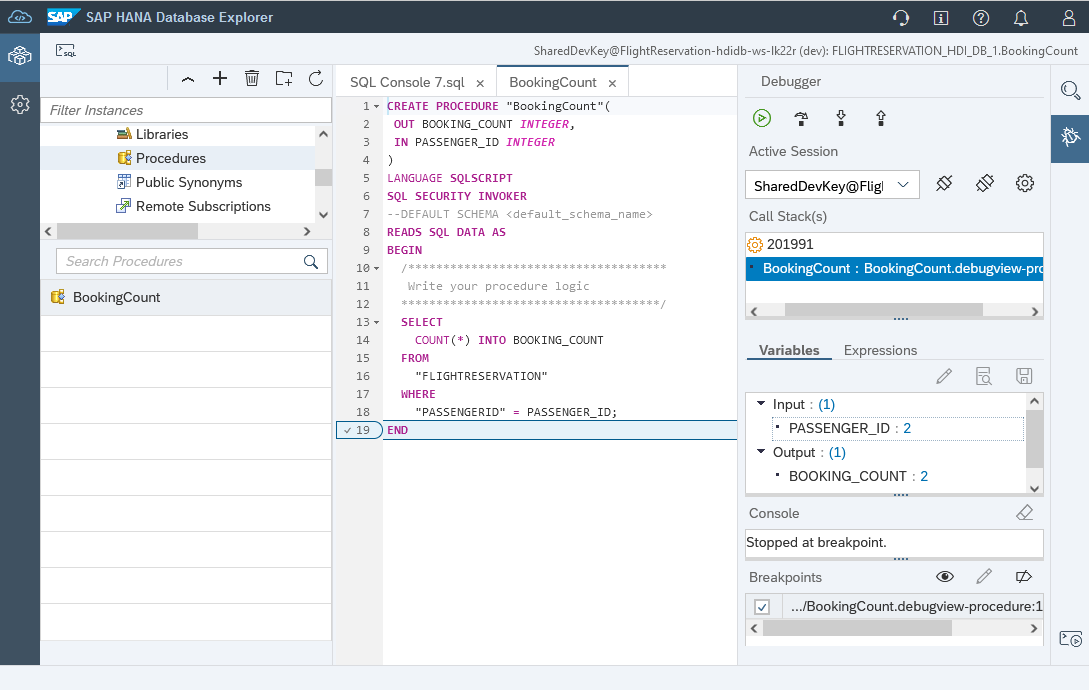 SAP SAP HANA Database Explorer
SQL
SharedDevKey@FlightReservation-hdidb-ws-lk22r (dev): FLIGHTRESERVATION_HDI_DB_1.BookingCount
Filter Instances
Libraries
Procedures
Public Synonyms
Remote Subscriptions
Search Procedures
BookingCount
SQL Console 7.sql
BookingCount
1 CREATE PROCEDURE "BookingCount"(
2 OUT BOOKING_COUNT INTEGER,
3 IN PASSENGER_ID INTEGER
4 )
5 LANGUAGE SQLSCRIPT
6 SQL SECURITY INVOKER
7 --DEFAULT SCHEMA <default_schema_name>
8 READS SQL DATA AS
9 BEGIN
10 /*************************************
11 Write your procedure logic
12 *************************************/
13 SELECT
14 COUNT(*) INTO BOOKING_COUNT
15 FROM
16 "FLIGHTRESERVATION"
17 WHERE
18 "PASSENGERID" = PASSENGER_ID;
19 END
Debugger
Active Session
SharedDevKey@Flig
Call Stack(s)
201991
BookingCount : BookingCount.debugview-pro
Variables Expressions
Input : (1)
PASSENGER_ID : 2
Output : (1)
BOOKING_COUNT : 2
Console
Stopped at breakpoint.
Breakpoints
.../BookingCount.debugview-procedure:1